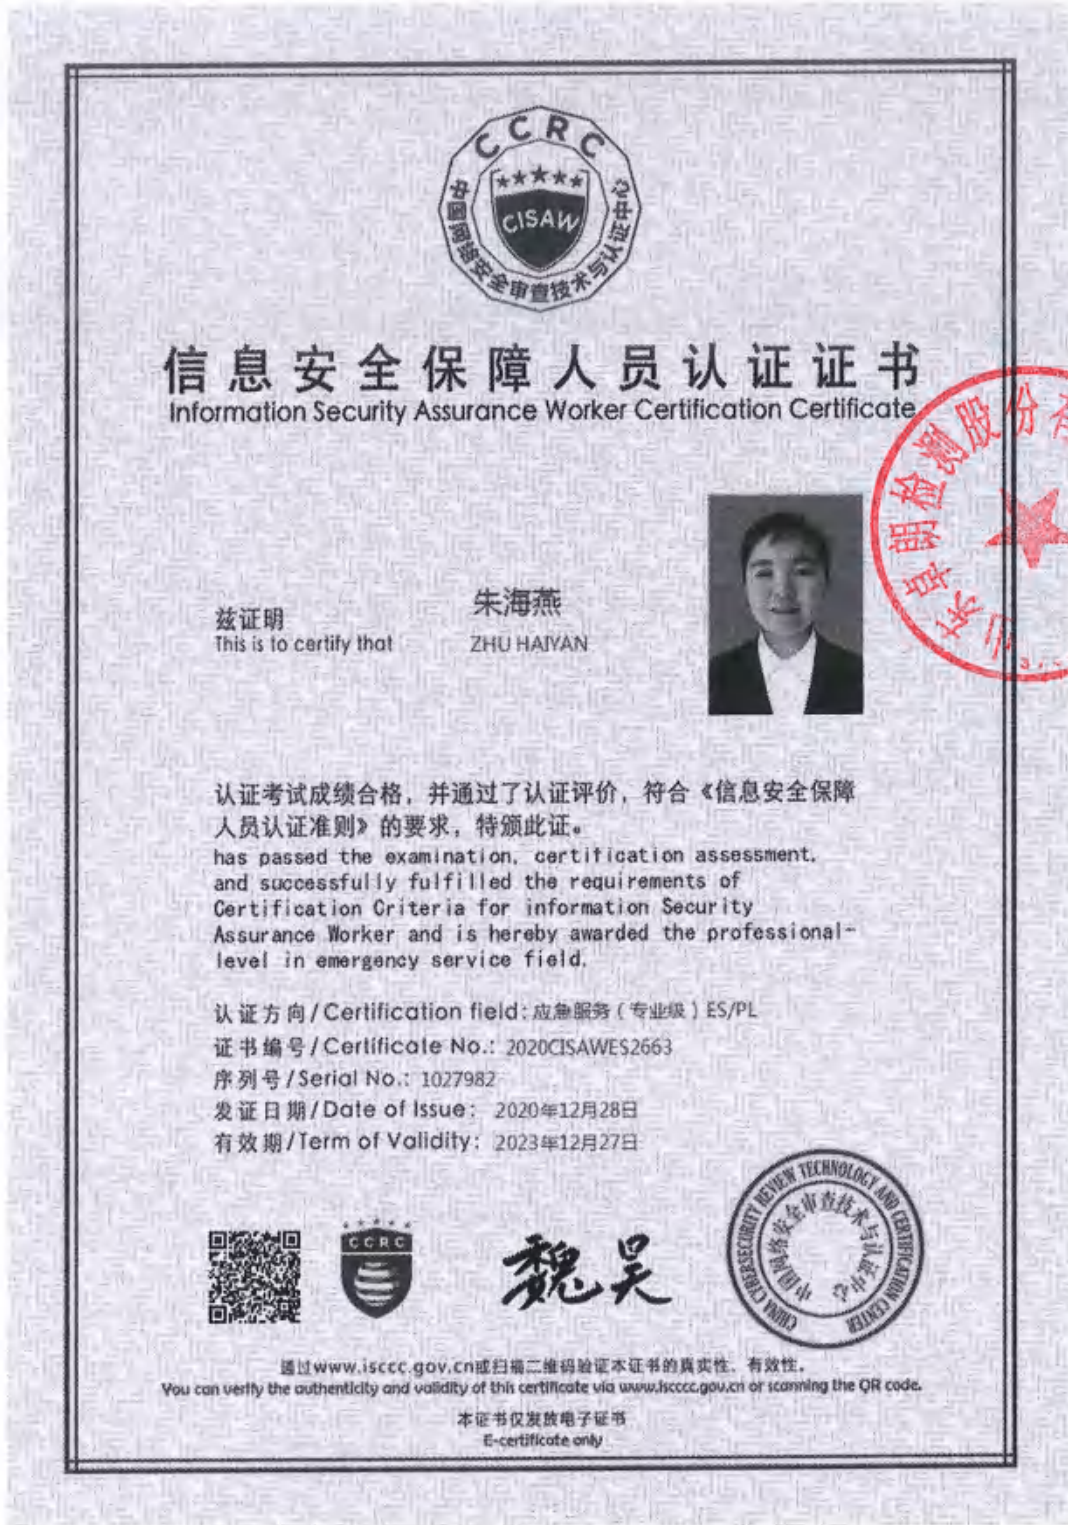 CCRC
CISAW
中国网络安全审查技术与认证中心
信息安全保障人员认证证书
Information Security Assurance Worker Certification Certificate
山东省明检测股份有
兹证明
朱海燕
This is to certify that
ZHU HAIYAN
认证考试成绩合格，并通过了认证评价，符合《信息安全保障
人员认证准则》的要求，特颁此证。
has passed the examination, certification assessment,
and successfully fulfilled the requirements of
Certification Criteria for information Security
Assurance Worker and is hereby awarded the professional-
level in emergency service field.
认证方向/Certification field:应急服务（专业级）ES/PL
证书编号/Certificate No.: 2020CISAWES2663
序列号/Serial No.: 1027982
发证日期/Date of Issue: 2020年12月28日
有效期/Term of Validity: 2023年12月27日
CCRC
魏昊
CHINA CYBERSECURITY REVIEW TECHNOLOGY AND CERTIFICATION CENTER
中国网络安全审查技术与认证中心
通过www.isccc.gov.cn或扫描二维码验证本证书的真实性、有效性。
You can verify the authenticity and validity of this certificate via www.isccc.gov.cn or scanning the QR code.
本证书仅发放电子证书
E-certificate only